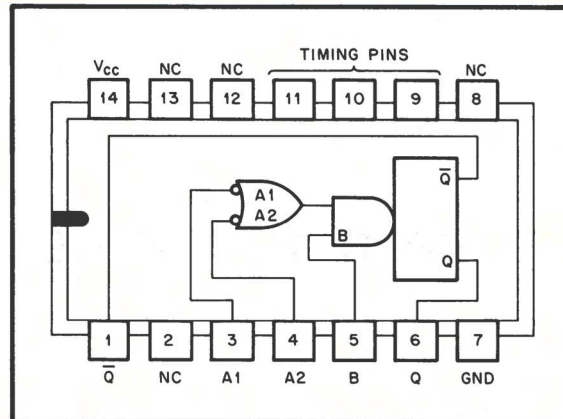 TIMING PINS
VCC NC NC NC
14 13 12 11 10 9 8
Q̅
A1
A2
B
Q
1 2 3 4 5 6 7
Q̅ NC A1 A2 B Q GND